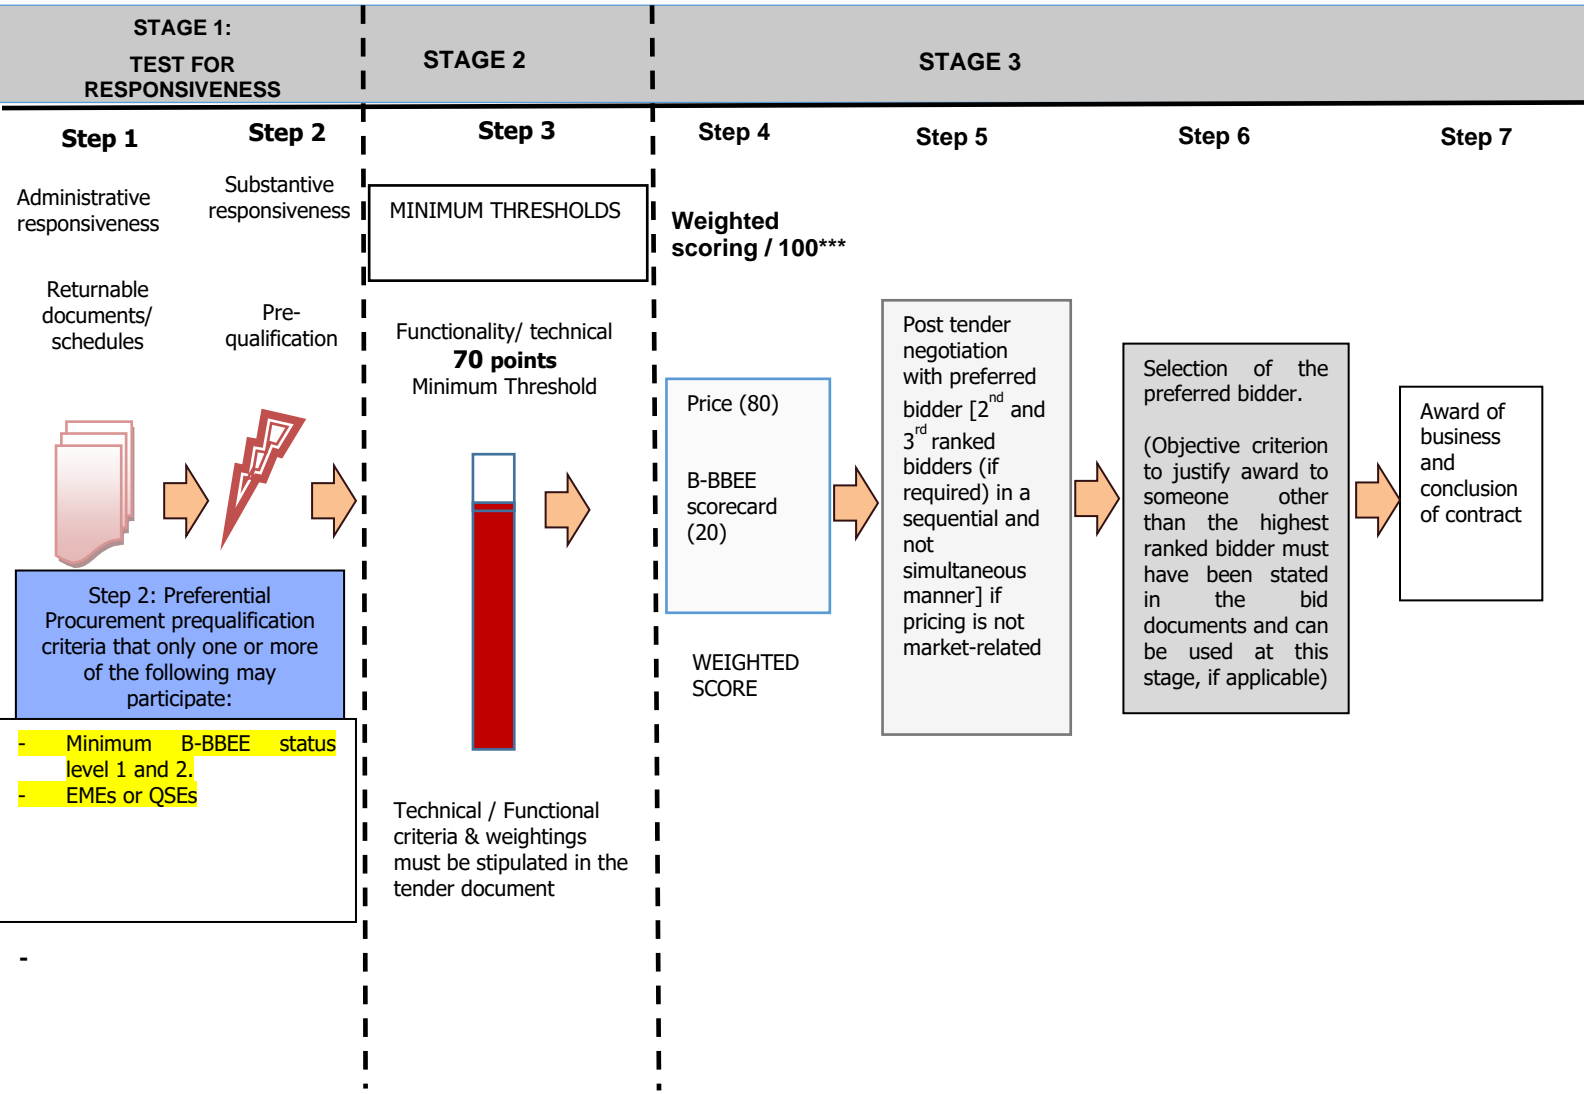 STAGE 1:
TEST FOR
RESPONSIVENESS
STAGE 2
STAGE 3
Step 1
Step 2
Step 3
Step 4
Step 5
Step 6
Step 7
Administrative
responsiveness
Returnable
documents/
schedules
Substantive
responsiveness
Pre-
qualification
Step 2: Preferential
Procurement prequalification
criteria that only one or more
of the following may
participate:
- Minimum B-BBEE status
level 1 and 2.
- EMEs or QSEs
-
MINIMUM THRESHOLDS
Functionality/ technical
70 points
Minimum Threshold
Technical / Functional
criteria & weightings
must be stipulated in the
tender document
Weighted
scoring / 100***
Price (80)
B-BBEE
scorecard
(20)
WEIGHTED
SCORE
Post tender
negotiation
with preferred
bidder [2nd and
3rd ranked
bidders (if
required) in a
sequential and
not
simultaneous
manner] if
pricing is not
market-related
Selection of the
preferred bidder.
(Objective criterion
to justify award to
someone other
than the highest
ranked bidder must
have been stated
in the bid
documents and can
be used at this
stage, if applicable)
Award of
business
and
conclusion
of contract